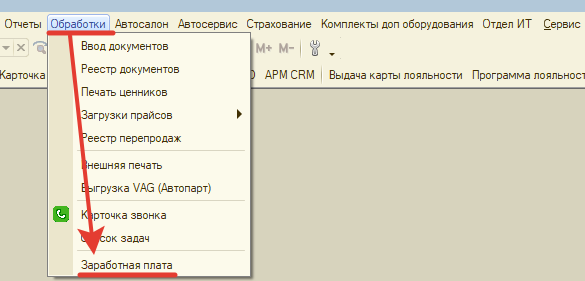 Отчеты Обработки Автосалон Автосервис Страхование Комплекты доп оборудования Отдел ИТ Сервис
M+ M-
Карточка АРМ CRM Выдача карты лояльности Программа лояльност
Ввод документов
Реестр документов
Печать ценников
Загрузки прайсов
Реестр перепродаж
Внешняя печать
Выгрузка VAG (Автопарт)
Карточка звонка
Список задач
Заработная плата